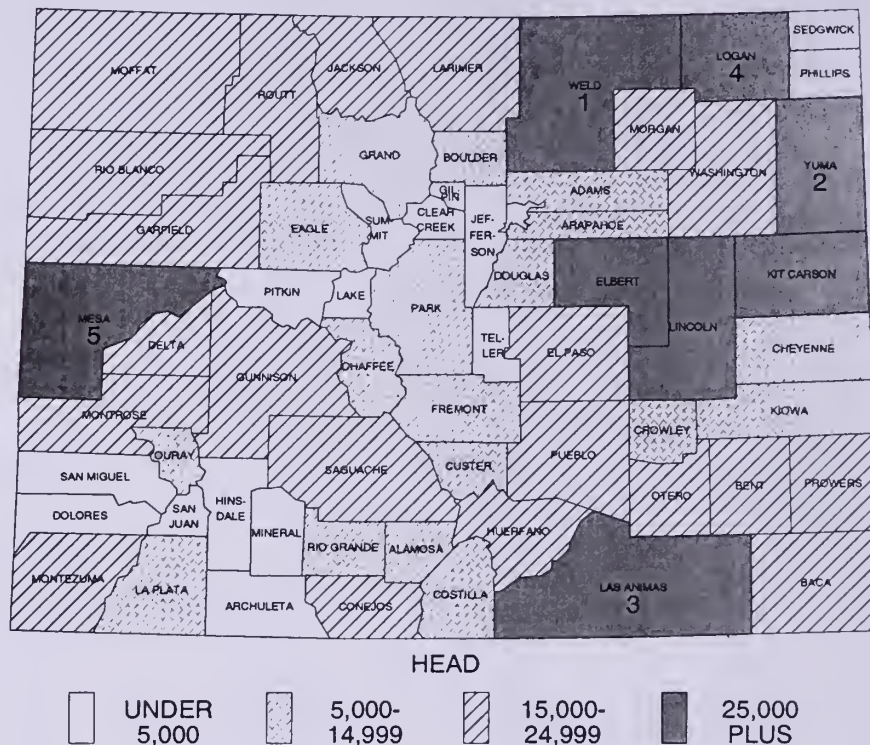 SEDGWICK
MOFFAT
ROUTT
JACKSON
LARIMER
WELD
1
LOGAN
4
PHILLIPS
MORGAN
RIO BLANCO
GRAND
BOULDER
WASHINGTON
YUMA
2
GIL-
PIN
ADAMS
GARFIELD
EAGLE
SUM-
MIT
CLEAR
CREEK
JEF-
FER-
SON
ARAPAHOE
DOUGLAS
ELBERT
KIT CARSON
MESA
5
PITKIN
LAKE
PARK
LINCOLN
DELTA
TEL-
LER
EL PASO
CHEYENNE
GUNNISON
CHAFFEE
MONTROSE
FREMONT
CROWLEY
KIOWA
OURAY
SAGUACHE
CUSTER
PUEBLO
SAN MIGUEL
OTERO
BENT
PROWERS
DOLORES
SAN
JUAN
HINS-
DALE
MINERAL
RIO GRANDE
ALAMOSA
HUERFANO
MONTEZUMA
LA PLATA
ARCHULETA
CONEJOS
COSTILLA
LAS ANIMAS
3
BACA
HEAD
UNDER
5,000
5,000-
14,999
15,000-
24,999
25,000
PLUS